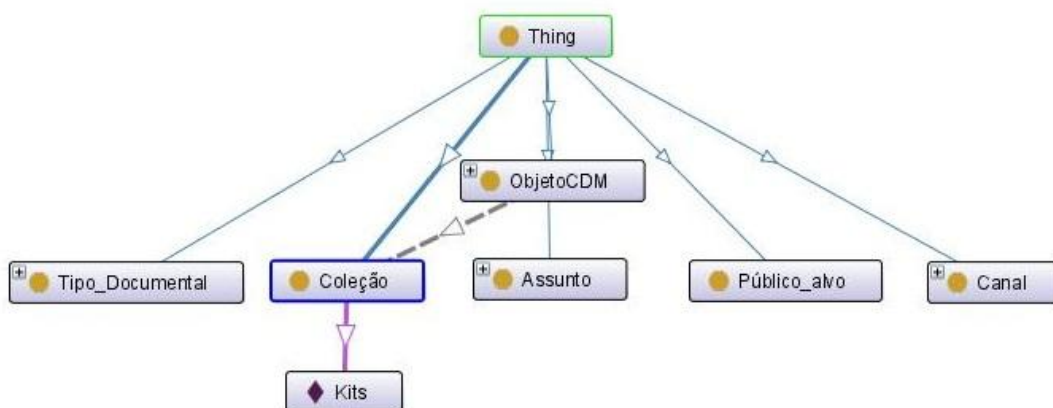 Thing
ObjetoCDM
Tipo_Documental
Coleção
Assunto
Público_alvo
Canal
Kits